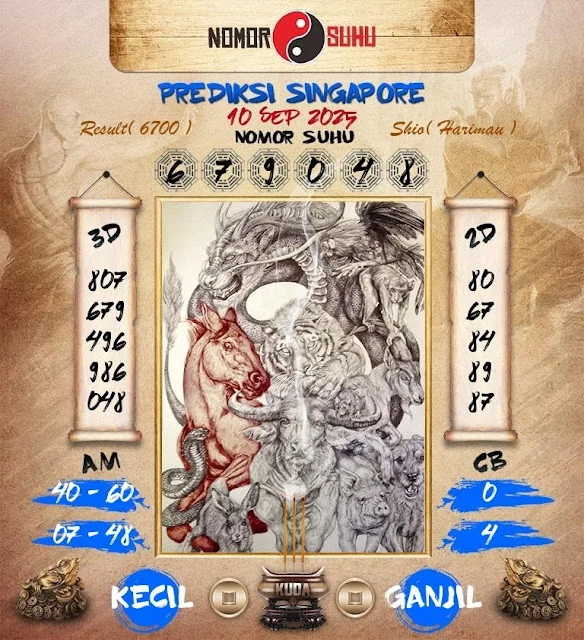 NOMOR SUHU
PREDIKSI SINGAPORE
10 SEP 2025
Result( 6700 )
NOMOR SUHU
Shio( Harimau )
6 7 9 0 4 8
3D
807
679
496
986
048
2D
80
67
84
89
87
AM
40 - 60
07 - 48
CB
0
4
KECIL
KUDA
GANJIL